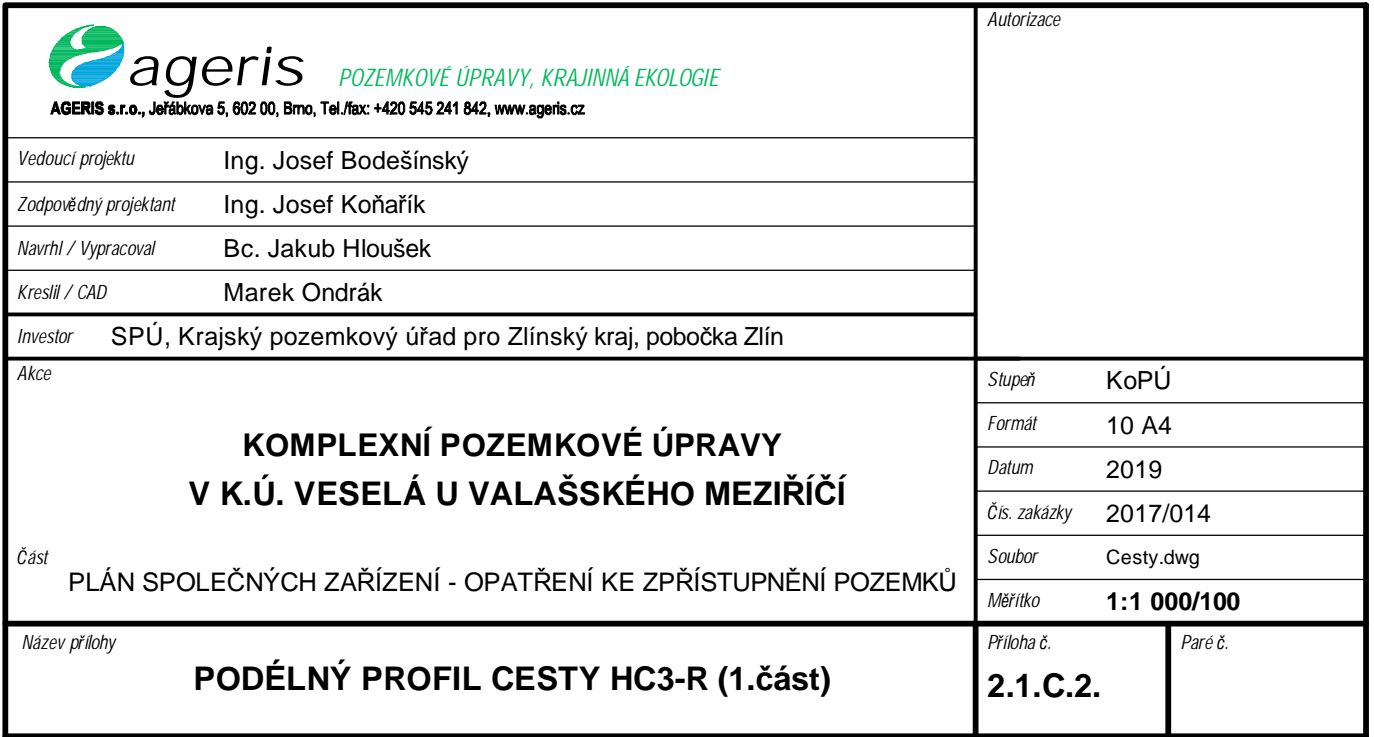 ageris POZEMKOVÉ ÚPRAVY, KRAJINNÁ EKOLOGIE
AGERIS s.r.o., Jeřábkova 5, 602 00, Brno, Tel./fax: +420 545 241 842, www.ageris.cz
Autorizace
Vedoucí projektu Ing. Josef Bodešínský
Zodpovědný projektant Ing. Josef Koňařík
Navrhl / Vypracoval Bc. Jakub Hloušek
Kreslil / CAD Marek Ondrák
Investor SPÚ, Krajský pozemkový úřad pro Zlínský kraj, pobočka Zlín
Akce
KOMPLEXNÍ POZEMKOVÉ ÚPRAVY
V K.Ú. VESELÁ U VALAŠSKÉHO MEZIŘÍČÍ
Část
PLÁN SPOLEČNÝCH ZAŘÍZENÍ - OPATŘENÍ KE ZPŘÍSTUPNĚNÍ POZEMKŮ
Stupeň KoPÚ
Formát 10 A4
Datum 2019
Čís. zakázky 2017/014
Soubor Cesty.dwg
Měřítko 1:1 000/100
Název přílohy
PODÉLNÝ PROFIL CESTY HC3-R (1.část)
Příloha č.
2.1.C.2.
Paré č.